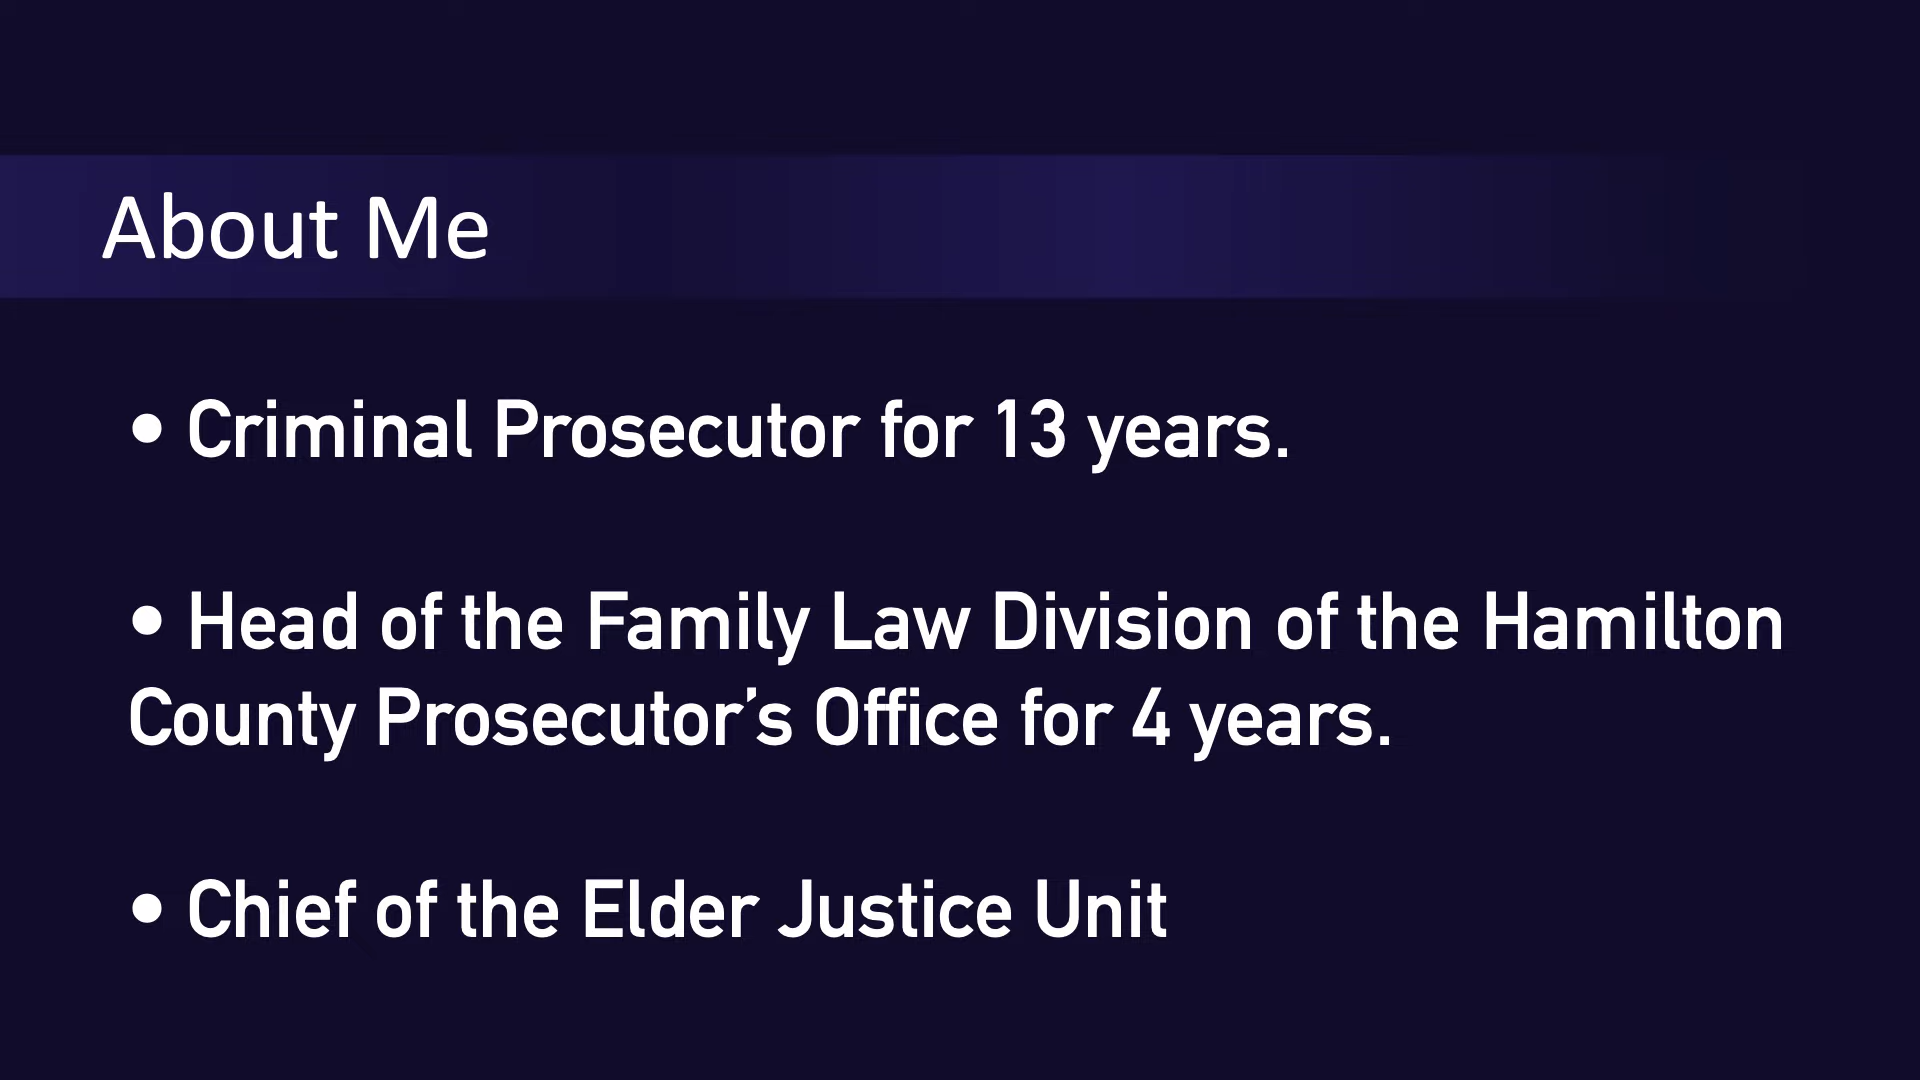 About Me
• Criminal Prosecutor for 13 years.
• Head of the Family Law Division of the Hamilton
County Prosecutor’s Office for 4 years.
• Chief of the Elder Justice Unit